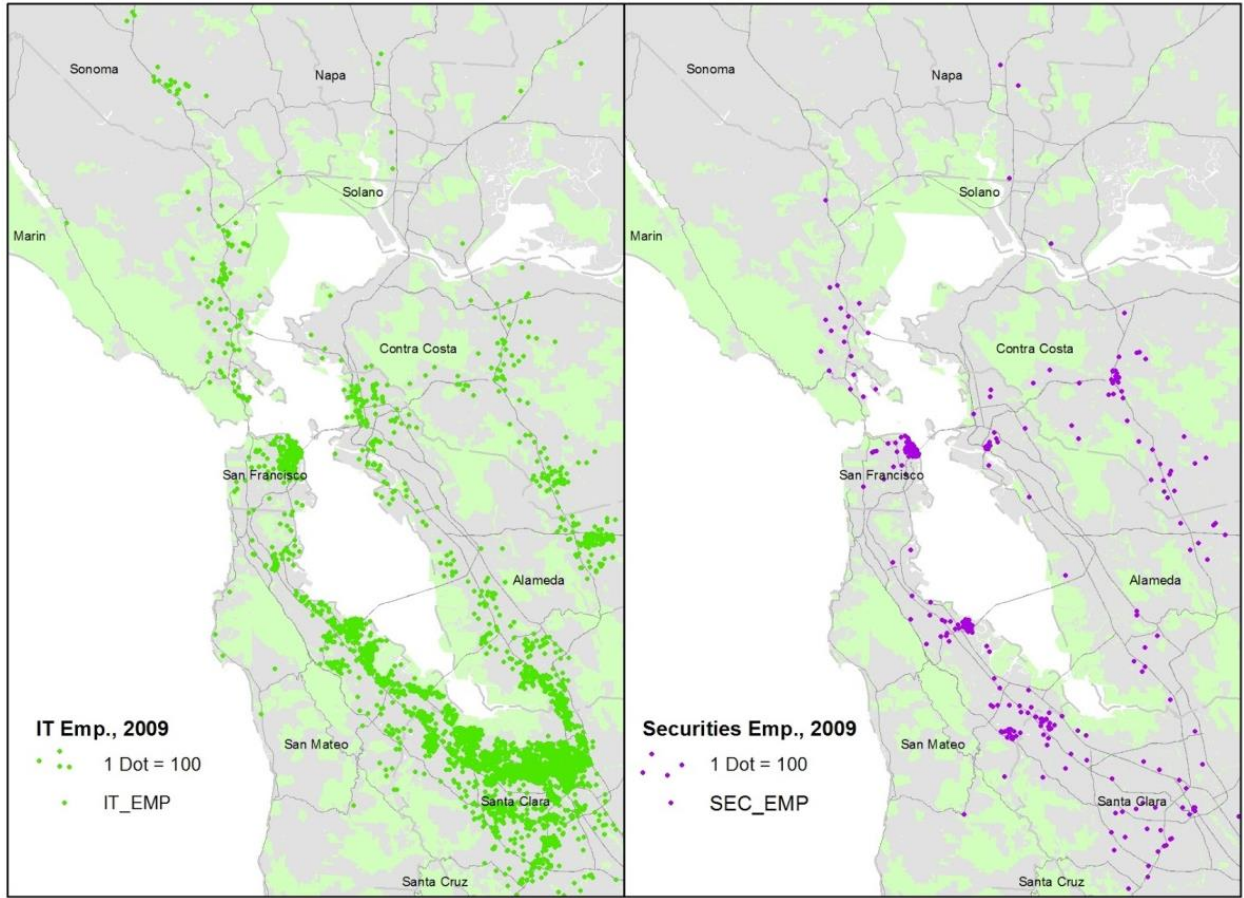 Sonoma
Napa
Solano
Marin
Contra Costa
San Francisco
Alameda
IT Emp., 2009
1 Dot = 100
IT_EMP
San Mateo
Santa Clara
Santa Cruz
Sonoma
Napa
Solano
Marin
Contra Costa
San Francisco
Alameda
Securities Emp., 2009
1 Dot = 100
SEC_EMP
San Mateo
Santa Clara
Santa Cruz